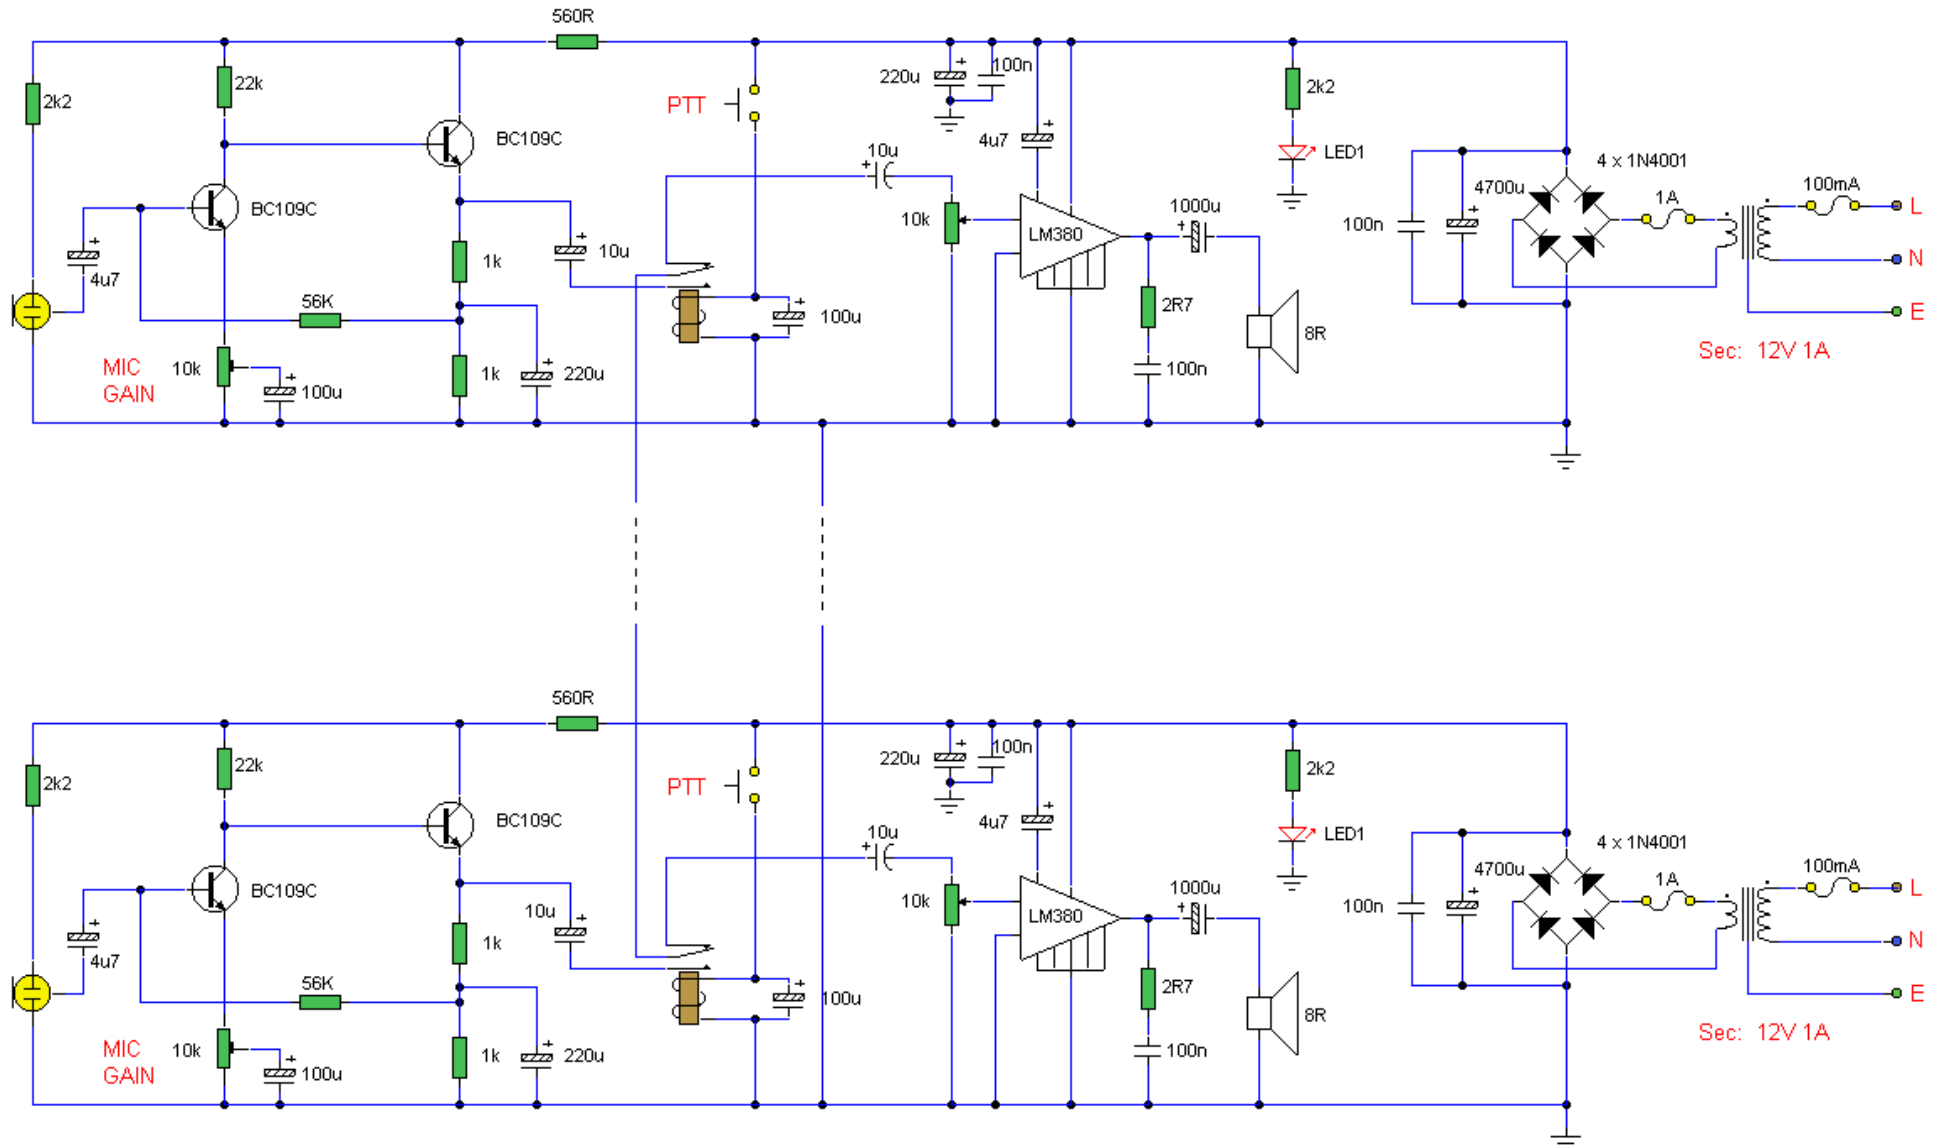 560R
2k2
22k
BC109C
BC109C
4u7
56K
1k
10u
MIC
GAIN
10k
100u
1k
220u
PTT
100u
10u
10k
220u
100n
4u7
LM380
1000u
2R7
100n
8R
2k2
LED1
100n
4700u
4 x 1N4001
1A
100mA
L
N
E
Sec: 12V 1A
560R
2k2
22k
BC109C
BC109C
4u7
56K
1k
10u
MIC
GAIN
10k
100u
1k
220u
PTT
100u
10u
10k
220u
100n
4u7
LM380
1000u
2R7
100n
8R
2k2
LED1
100n
4700u
4 x 1N4001
1A
100mA
L
N
E
Sec: 12V 1A